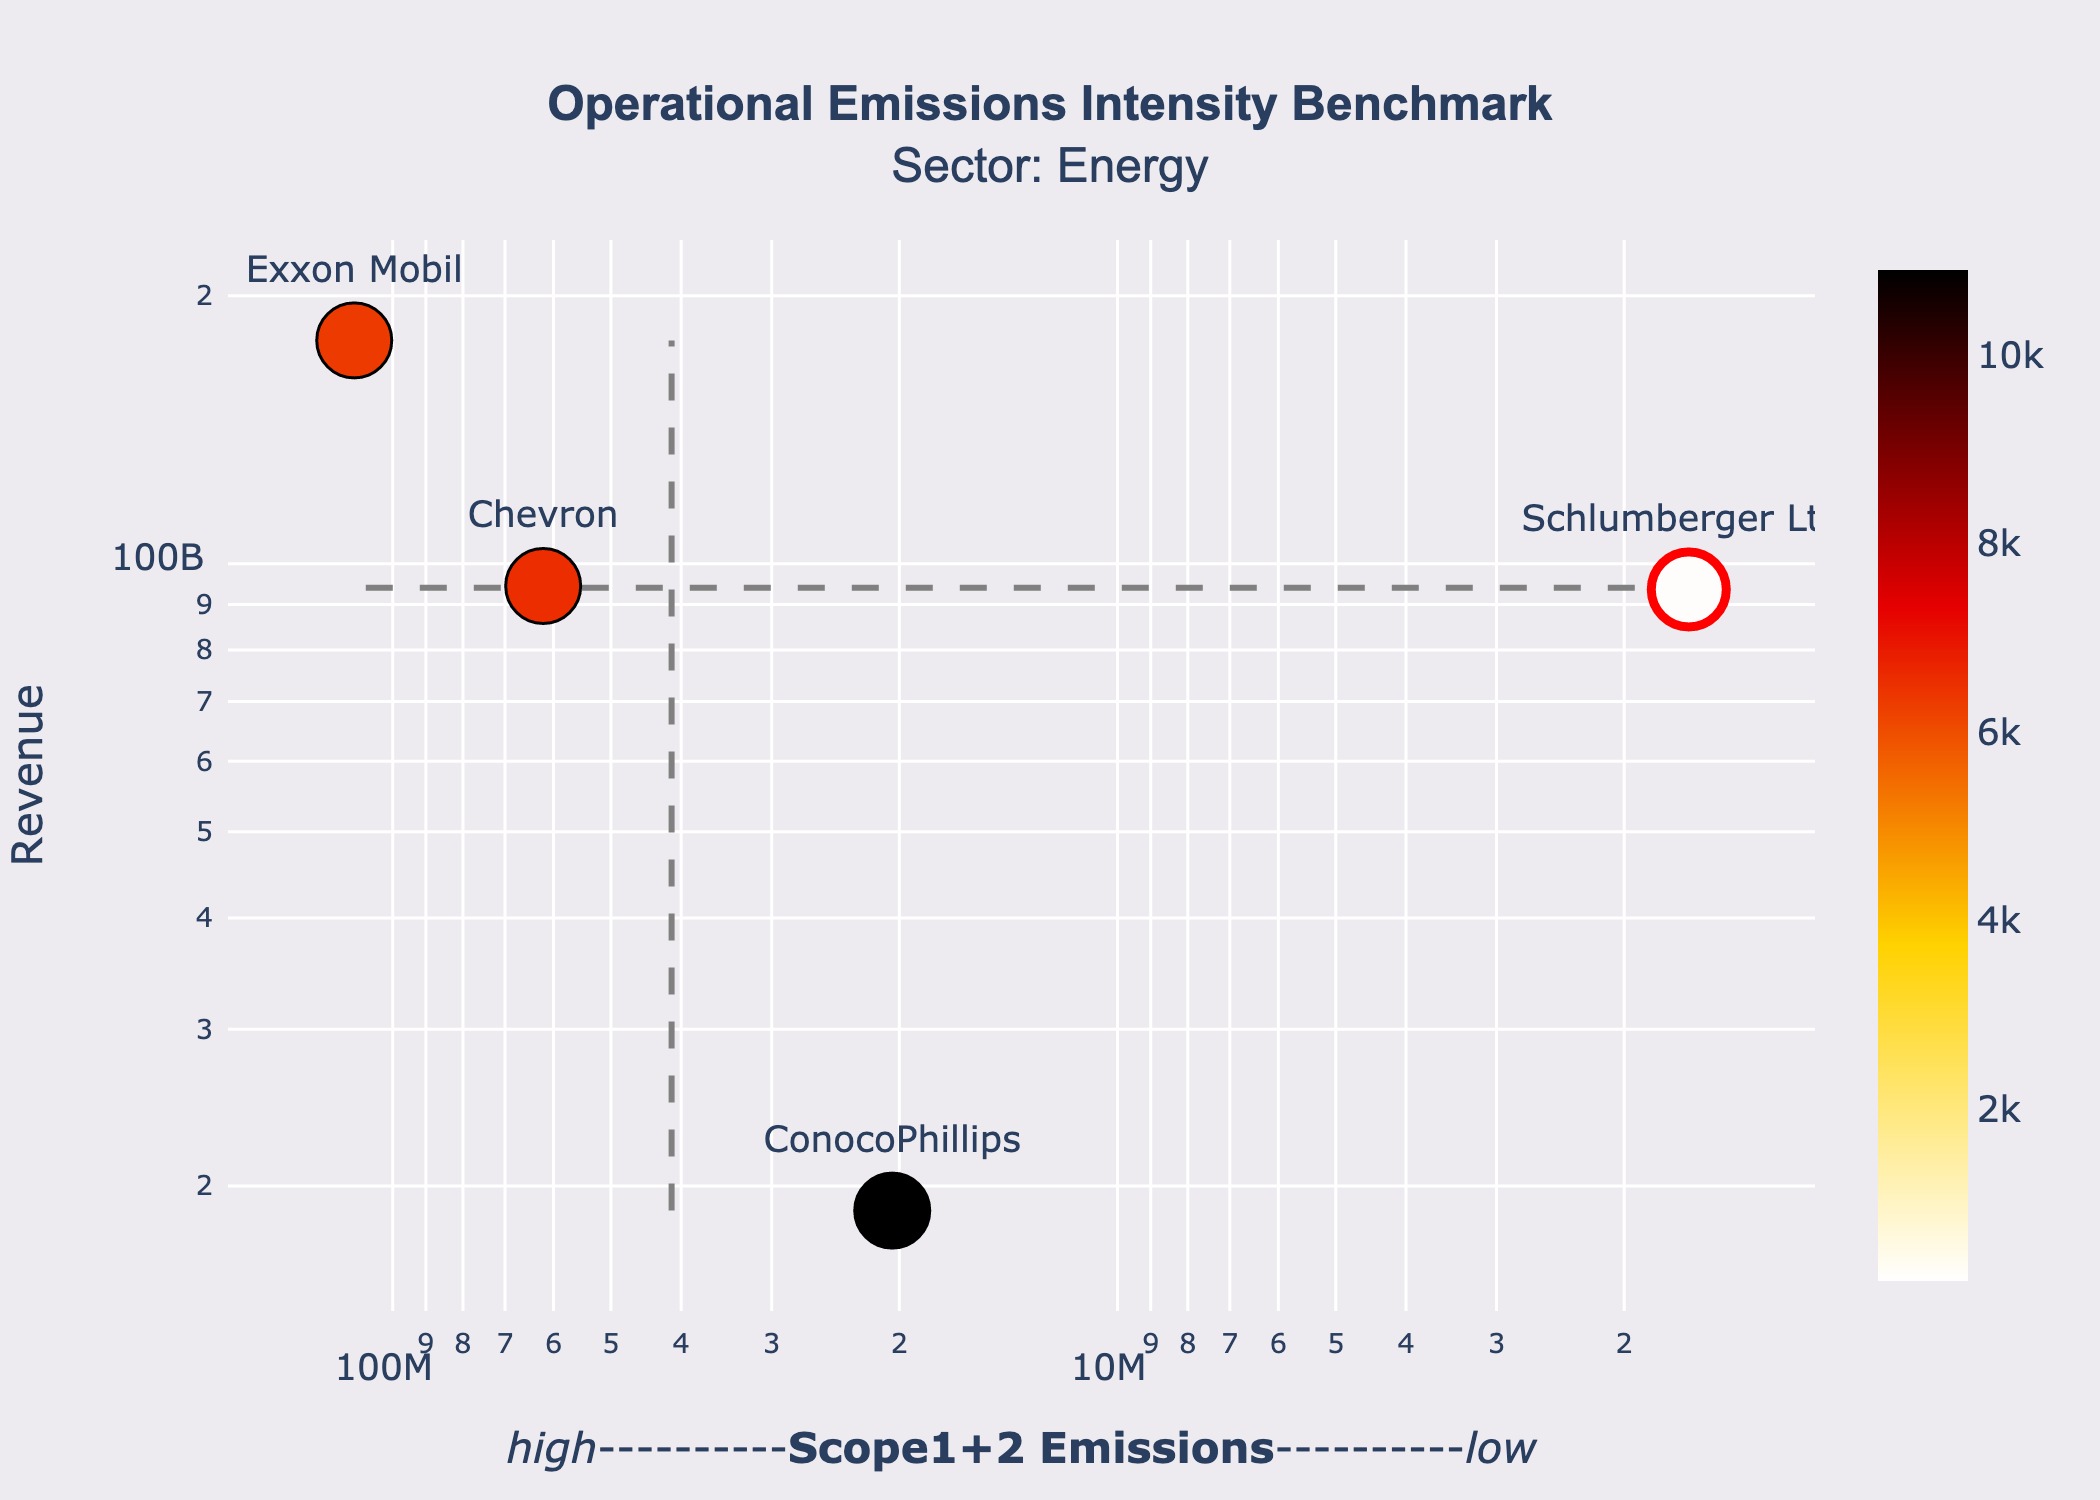 Operational Emissions Intensity Benchmark
Sector: Energy
Exxon Mobil
Chevron
Schlumberger Lt
ConocoPhillips
Revenue
2
100B
9
8
7
6
5
4
3
2
9 8 7 6 5 4 3 2 9 8 7 6 5 4 3 2
100M 10M
high----------Scope1+2 Emissions----------low
10k
8k
6k
4k
2k